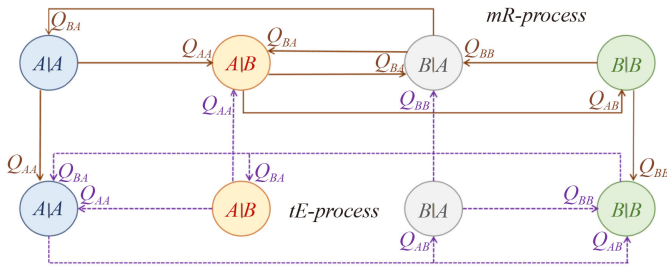 Q_BA mR-process
Q_AA Q_BA Q_BB
A|A A|B B|A B|B
Q_BA
Q_AA Q_BB Q_AB
Q_AA Q_BA Q_BA Q_BB
Q_AA Q_BB
A|A A|B tE-process B|A B|B
Q_AB Q_AB